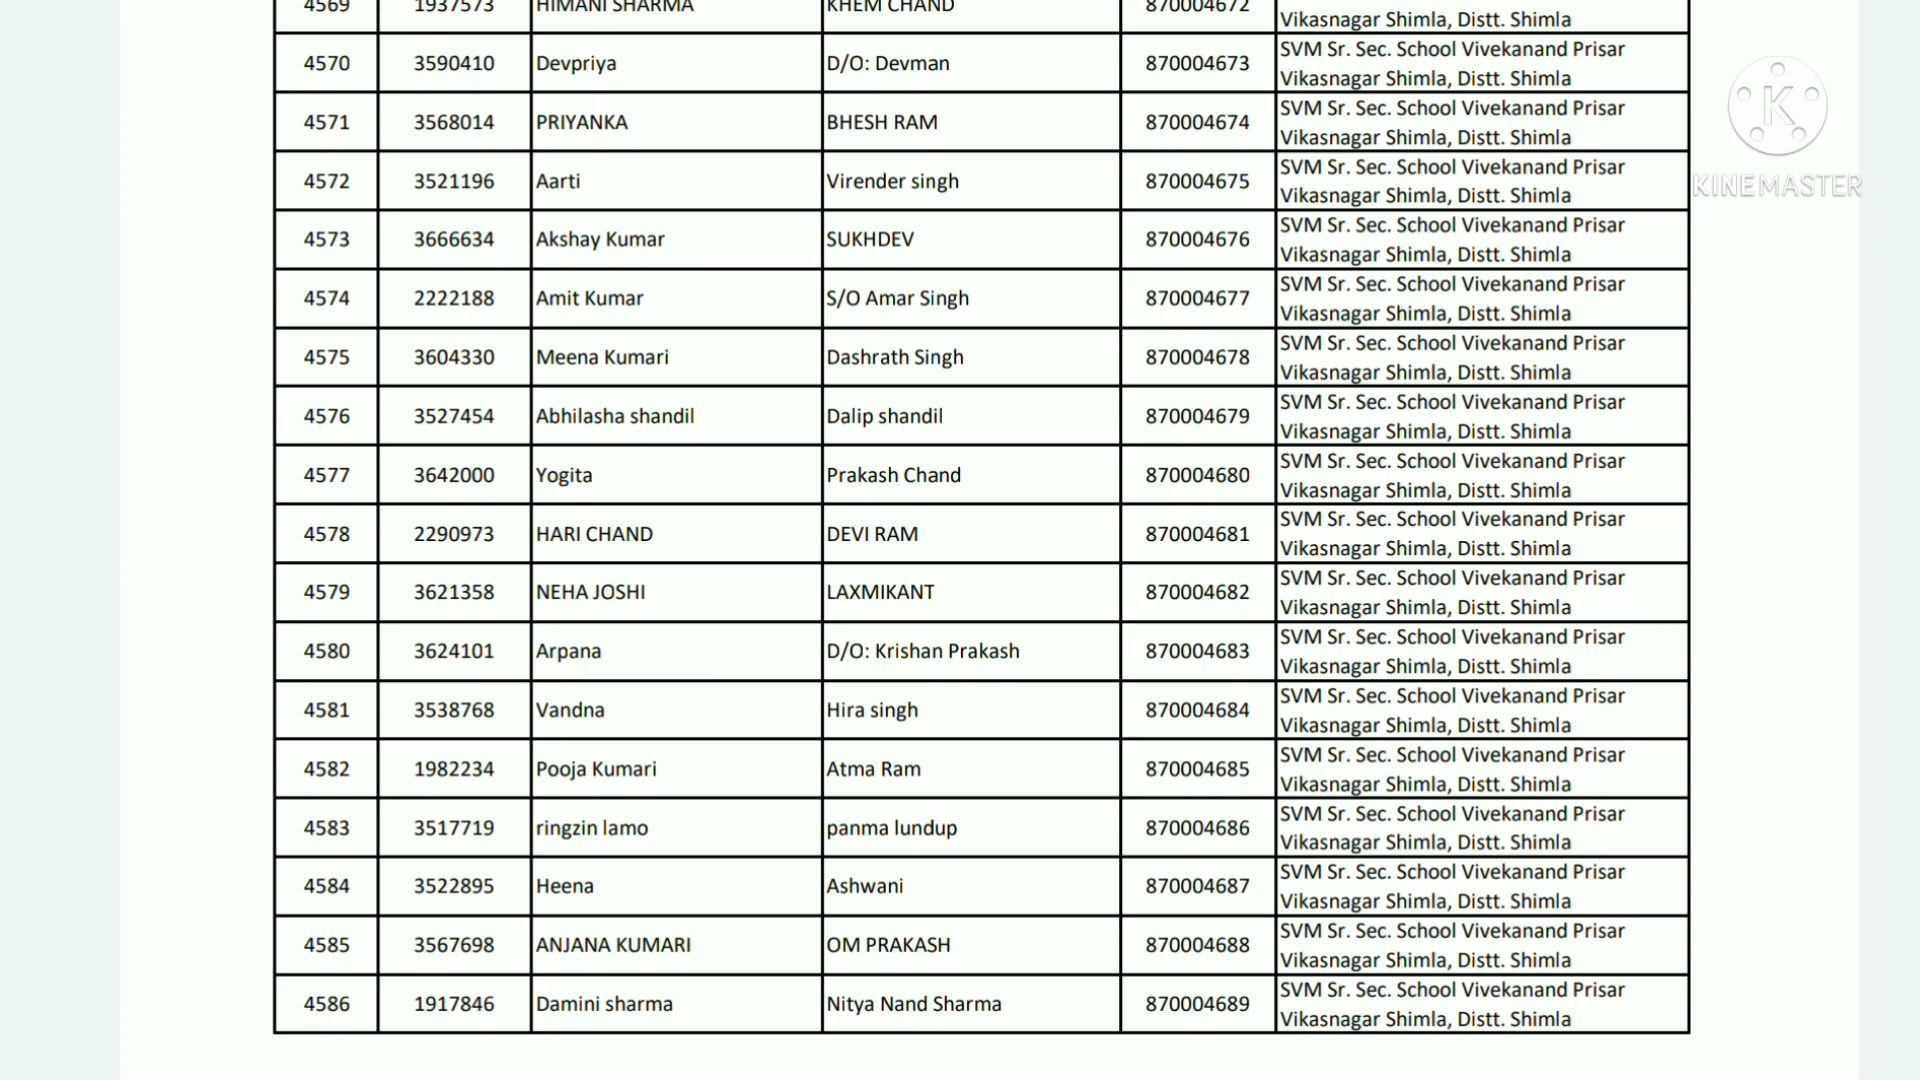 4569 1937573 HIMANI SHARMA KHEM CHAND 870004672
Vikasnagar Shimla, Distt. Shimla
4570 3590410 Devpriya D/O: Devman 870004673 SVM Sr. Sec. School Vivekanand Prisar
Vikasnagar Shimla, Distt. Shimla
4571 3568014 PRIYANKA BHESH RAM 870004674 SVM Sr. Sec. School Vivekanand Prisar
Vikasnagar Shimla, Distt. Shimla
4572 3521196 Aarti Virender singh 870004675 SVM Sr. Sec. School Vivekanand Prisar
Vikasnagar Shimla, Distt. Shimla
4573 3666634 Akshay Kumar SUKHDEV 870004676 SVM Sr. Sec. School Vivekanand Prisar
Vikasnagar Shimla, Distt. Shimla
4574 2222188 Amit Kumar S/O Amar Singh 870004677 SVM Sr. Sec. School Vivekanand Prisar
Vikasnagar Shimla, Distt. Shimla
4575 3604330 Meena Kumari Dashrath Singh 870004678 SVM Sr. Sec. School Vivekanand Prisar
Vikasnagar Shimla, Distt. Shimla
4576 3527454 Abhilasha shandil Dalip shandil 870004679 SVM Sr. Sec. School Vivekanand Prisar
Vikasnagar Shimla, Distt. Shimla
4577 3642000 Yogita Prakash Chand 870004680 SVM Sr. Sec. School Vivekanand Prisar
Vikasnagar Shimla, Distt. Shimla
4578 2290973 HARI CHAND DEVI RAM 870004681 SVM Sr. Sec. School Vivekanand Prisar
Vikasnagar Shimla, Distt. Shimla
4579 3621358 NEHA JOSHI LAXMIKANT 870004682 SVM Sr. Sec. School Vivekanand Prisar
Vikasnagar Shimla, Distt. Shimla
4580 3624101 Arpana D/O: Krishan Prakash 870004683 SVM Sr. Sec. School Vivekanand Prisar
Vikasnagar Shimla, Distt. Shimla
4581 3538768 Vandna Hira singh 870004684 SVM Sr. Sec. School Vivekanand Prisar
Vikasnagar Shimla, Distt. Shimla
4582 1982234 Pooja Kumari Atma Ram 870004685 SVM Sr. Sec. School Vivekanand Prisar
Vikasnagar Shimla, Distt. Shimla
4583 3517719 ringzin lamo panma lundup 870004686 SVM Sr. Sec. School Vivekanand Prisar
Vikasnagar Shimla, Distt. Shimla
4584 3522895 Heena Ashwani 870004687 SVM Sr. Sec. School Vivekanand Prisar
Vikasnagar Shimla, Distt. Shimla
4585 3567698 ANJANA KUMARI OM PRAKASH 870004688 SVM Sr. Sec. School Vivekanand Prisar
Vikasnagar Shimla, Distt. Shimla
4586 1917846 Damini sharma Nitya Nand Sharma 870004689 SVM Sr. Sec. School Vivekanand Prisar
Vikasnagar Shimla, Distt. Shimla
K
KINEMASTER